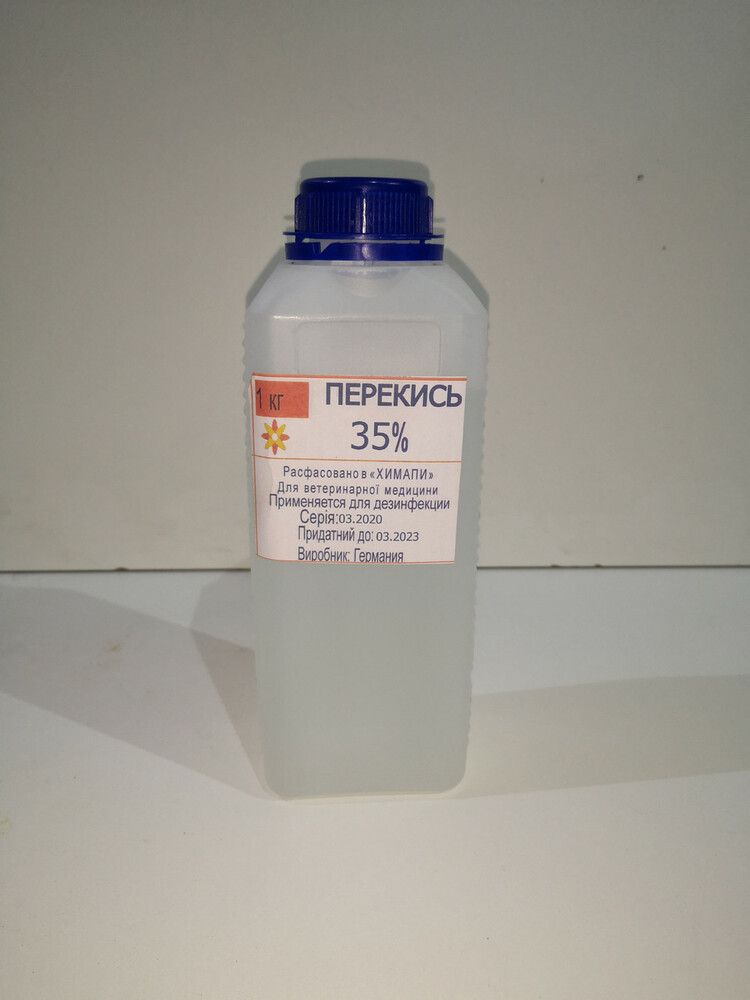 1 кг
ПЕРЕКИСЬ
35%
Расфасовано в «ХИМАПИ»
Для ветеринарної медицини
Применяется для дезинфекции
Серія:03.2020
Придатний до: 03.2023
Виробник: Германия